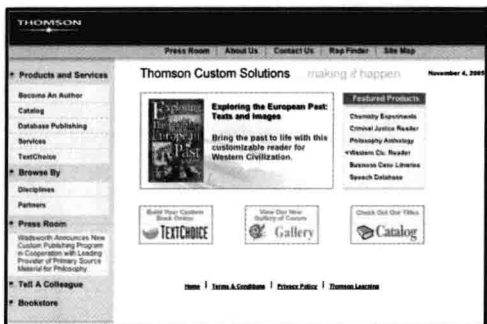 THOMSON
Press Room | About Us | Contact Us | Rep Finder | Site Map
Products and Services
Become An Author
Catalog
Database Publishing
Services
TextChoice
Browse By
Disciplines
Partners
Press Room
Wadsworth Announces New
Custom Publishing Program
in Cooperation with Leading
Provider of Primary Source
Material for Philosophy
Tell A Colleague
Bookstore
Thomson Custom Solutions making it happen November 4, 2005
Exploring
the
European
Past
Exploring the European Past:
Texts and Images
Bring the past to life with this
customizable reader for
Western Civilization.
Featured Products
Chemistry Experiments
Criminal Justice Reader
Philosophy Anthology
Western Civ. Reader
Business Case Libraries
Speech Database
Build Your Custom
Book Online
TEXTCHOICE
View Our New
Gallery of Covers
Gallery
Check Out Our Titles
Catalog
Home | Terms & Conditions | Privacy Policy | Thomson Learning